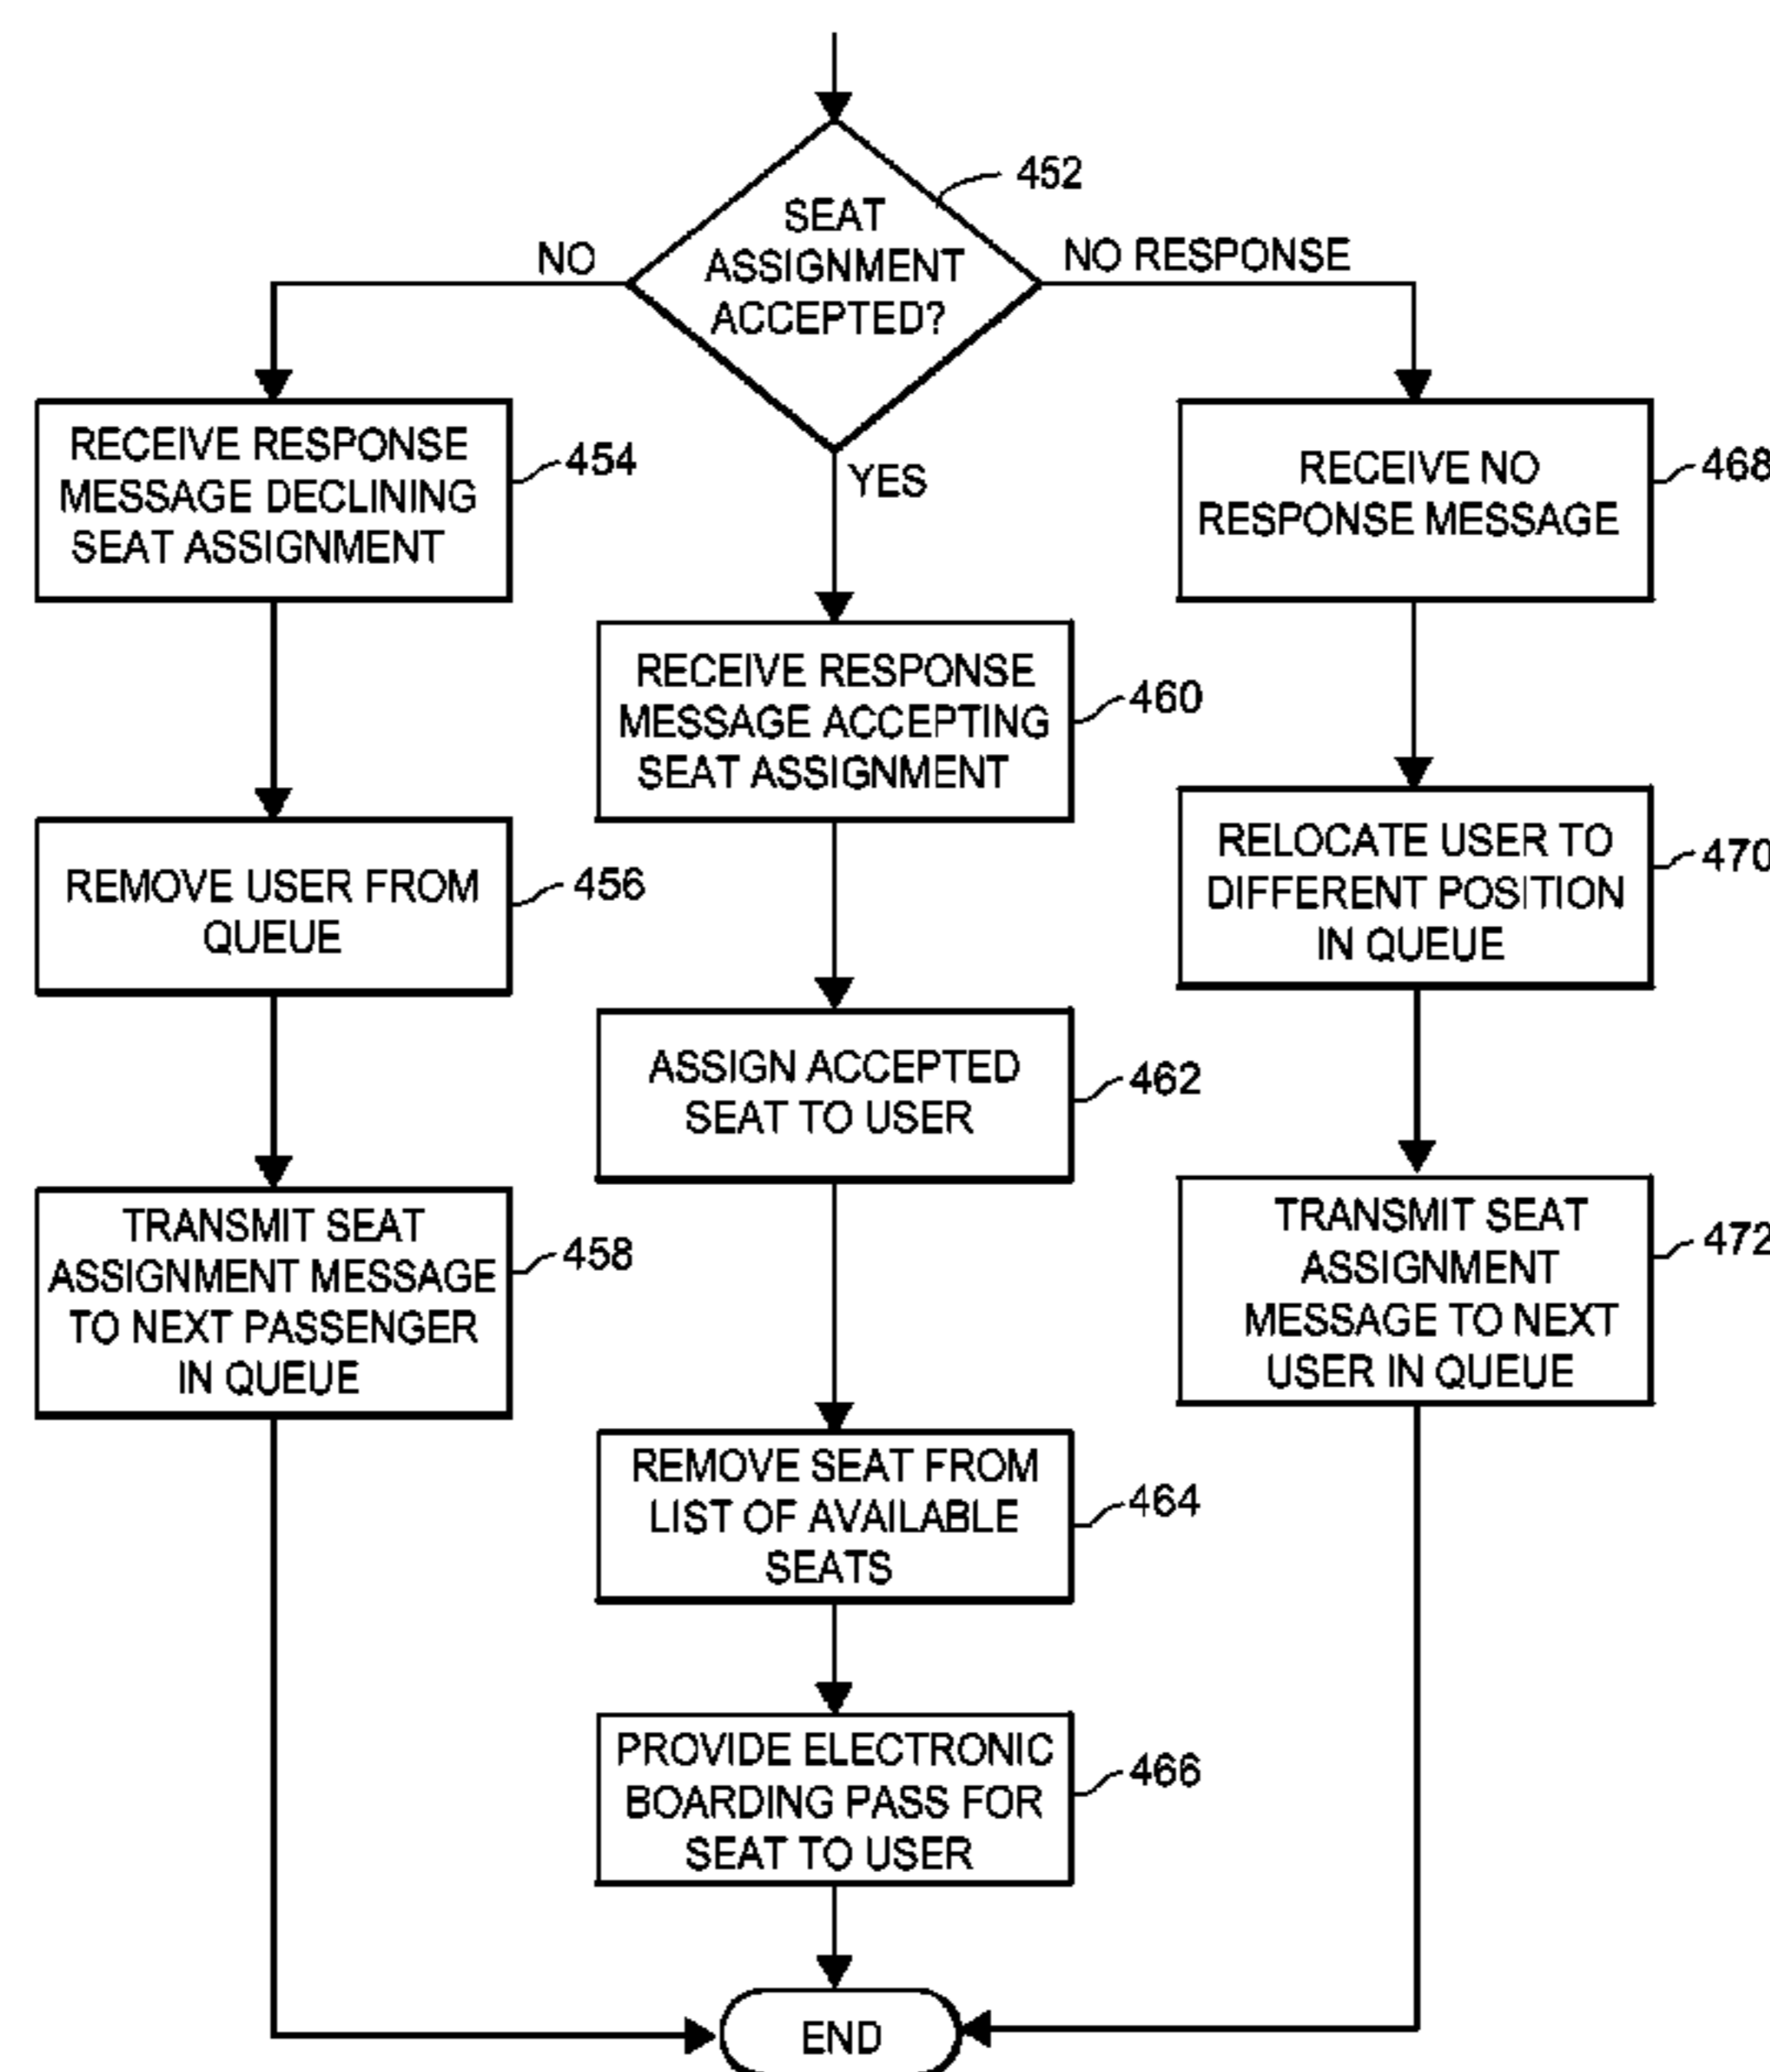 452
SEAT
ASSIGNMENT
ACCEPTED?
NO
NO RESPONSE
YES
RECEIVE RESPONSE
MESSAGE DECLINING
SEAT ASSIGNMENT
454
REMOVE USER FROM
QUEUE
456
TRANSMIT SEAT
ASSIGNMENT MESSAGE
TO NEXT PASSENGER
IN QUEUE
458
RECEIVE RESPONSE
MESSAGE ACCEPTING
SEAT ASSIGNMENT
460
ASSIGN ACCEPTED
SEAT TO USER
462
REMOVE SEAT FROM
LIST OF AVAILABLE
SEATS
464
PROVIDE ELECTRONIC
BOARDING PASS FOR
SEAT TO USER
466
RECEIVE NO
RESPONSE MESSAGE
468
RELOCATE USER TO
DIFFERENT POSITION
IN QUEUE
470
TRANSMIT SEAT
ASSIGNMENT
MESSAGE TO NEXT
USER IN QUEUE
472
END